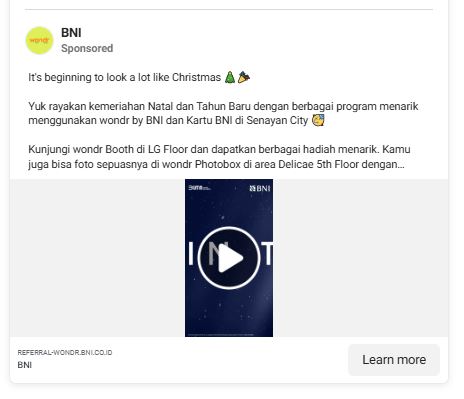 BNI
wondr
Sponsored
It's beginning to look a lot like Christmas 🎄🎉
Yuk rayakan kemeriahan Natal dan Tahun Baru dengan berbagai program menarik
menggunakan wondr by BNI dan Kartu BNI di Senayan City 🥳
Kunjungi wondr Booth di LG Floor dan dapatkan berbagai hadiah menarik. Kamu
juga bisa foto sepuasnya di wondr Photobox di area Delicae 5th Floor dengan...
BNI
I N T
REFERRAL-WONDR.BNI.CO.ID
BNI
Learn more